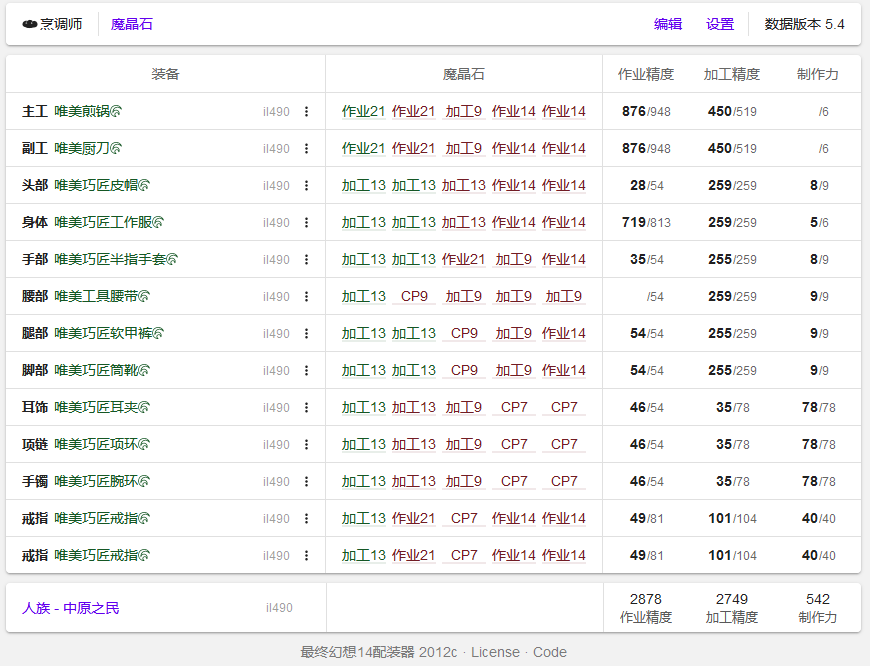 烹调师 魔晶石 编辑 设置 数据版本 5.4
装备 魔晶石 作业精度 加工精度 制作力
主工 唯美煎锅 il490 作业21 作业21 加工9 作业14 作业14 876/948 450/519 /6
副工 唯美厨刀 il490 作业21 作业21 加工9 作业14 作业14 876/948 450/519 /6
头部 唯美巧匠皮帽 il490 加工13 加工13 加工13 作业14 作业14 28/54 259/259 8/9
身体 唯美巧匠工作服 il490 加工13 加工13 加工13 作业14 作业14 719/813 259/259 5/6
手部 唯美巧匠半指手套 il490 加工13 加工13 作业21 加工9 作业14 35/54 255/259 8/9
腰部 唯美工具腰带 il490 加工13 CP9 加工9 加工9 加工9 /54 259/259 9/9
腿部 唯美巧匠软甲裤 il490 加工13 加工13 CP9 加工9 作业14 54/54 255/259 9/9
脚部 唯美巧匠筒靴 il490 加工13 加工13 CP9 加工9 作业14 54/54 255/259 9/9
耳饰 唯美巧匠耳夹 il490 加工13 加工13 加工9 CP7 CP7 46/54 35/78 78/78
项链 唯美巧匠项环 il490 加工13 加工13 加工9 CP7 CP7 46/54 35/78 78/78
手镯 唯美巧匠腕环 il490 加工13 加工13 加工9 CP7 CP7 46/54 35/78 78/78
戒指 唯美巧匠戒指 il490 加工13 作业21 CP7 作业14 作业14 49/81 101/104 40/40
戒指 唯美巧匠戒指 il490 加工13 作业21 CP7 作业14 作业14 49/81 101/104 40/40
人族 - 中原之民 il490 2878 2749 542
作业精度 加工精度 制作力
最终幻想14配装器 2012c · License · Code